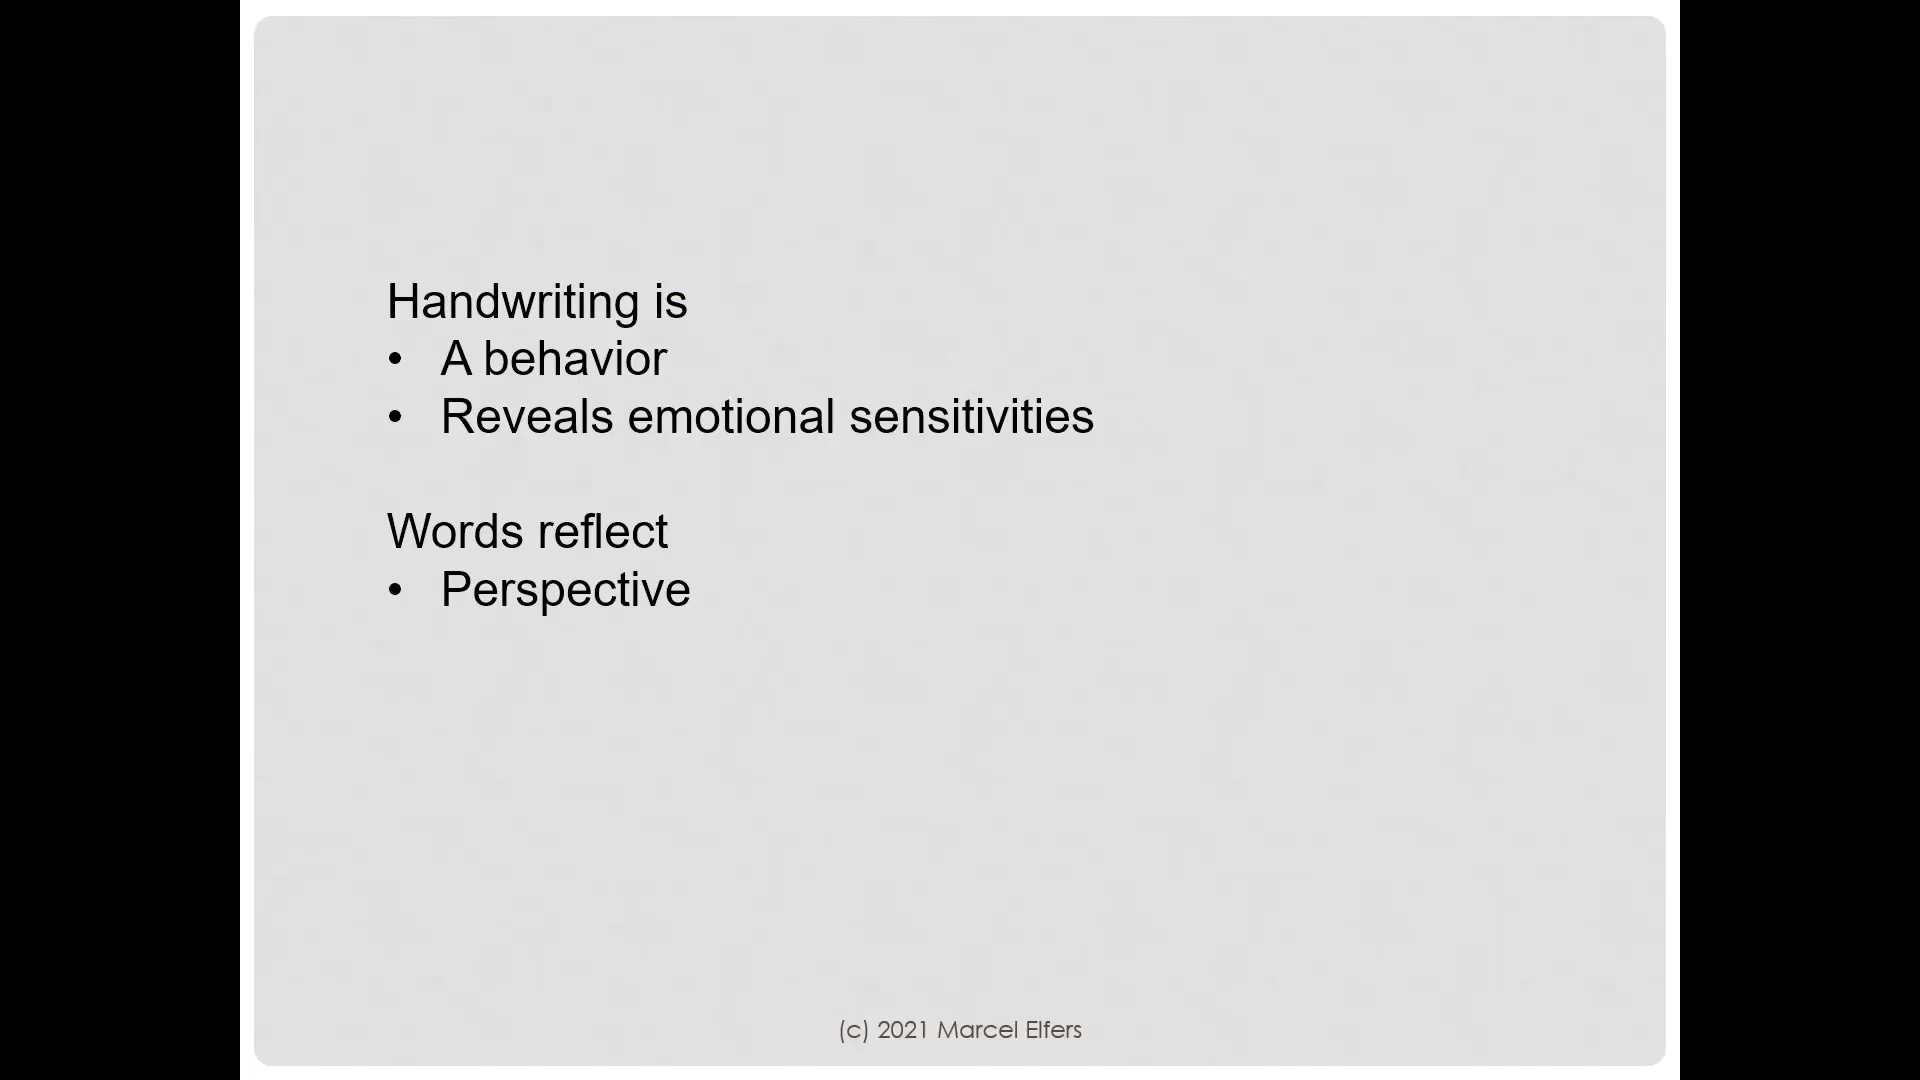 Handwriting is
• A behavior
• Reveals emotional sensitivities
Words reflect
• Perspective
(c) 2021 Marcel Elfers